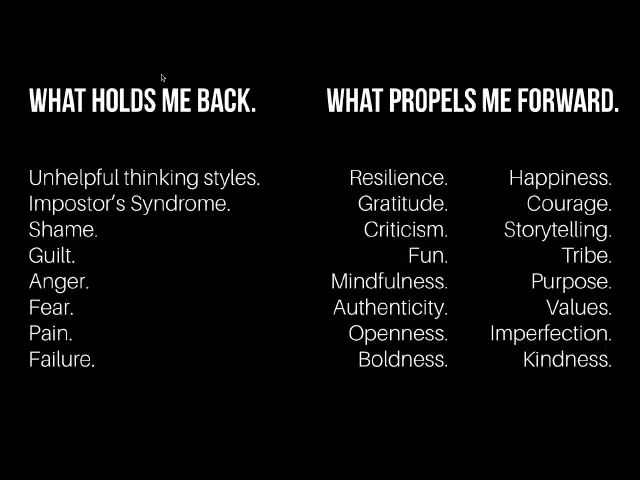 WHAT HOLDS ME BACK.
Unhelpful thinking styles.
Impostor's Syndrome.
Shame.
Guilt.
Anger.
Fear.
Pain.
Failure.
WHAT PROPELS ME FORWARD.
Resilience.
Gratitude.
Criticism.
Fun.
Mindfulness.
Authenticity.
Openness.
Boldness.
Happiness.
Courage.
Storytelling.
Tribe.
Purpose.
Values.
Imperfection.
Kindness.